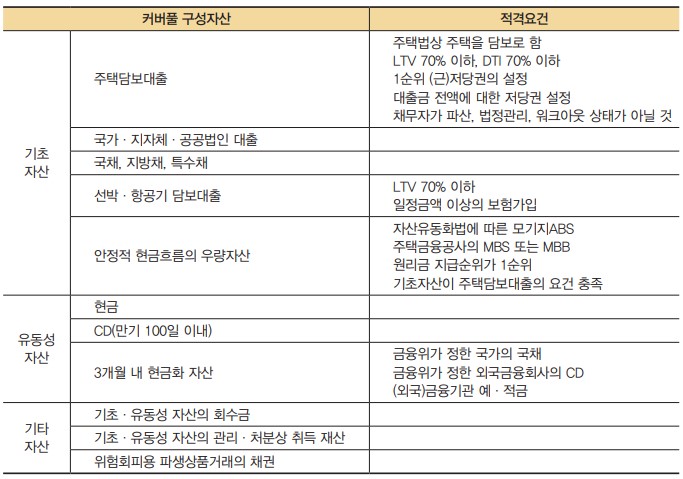 커버풀 구성자산 적격요건
기초
자산
주택담보대출
주택법상 주택을 담보로 함
LTV 70% 이하, DTI 70% 이하
1순위 (근)저당권의 설정
대출금 전액에 대한 저당권 설정
채무자가 파산, 법정관리, 워크아웃 상태가 아닐 것
국가·지자체·공공법인 대출
국채, 지방채, 특수채
선박·항공기 담보대출
LTV 70% 이하
일정금액 이상의 보험가입
안정적 현금흐름의 우량자산
자산유동화법에 따른 모기지ABS
주택금융공사의 MBS 또는 MBB
원리금 지급순위가 1순위
기초자산이 주택담보대출의 요건 충족
유동성
자산
현금
CD(만기 100일 이내)
3개월 내 현금화 자산
금융위가 정한 국가의 국채
금융위가 정한 외국금융회사의 CD
(외국)금융기관 예·적금
기타
자산
기초·유동성 자산의 회수금
기초·유동성 자산의 관리·처분상 취득 재산
위험회피용 파생상품거래의 채권